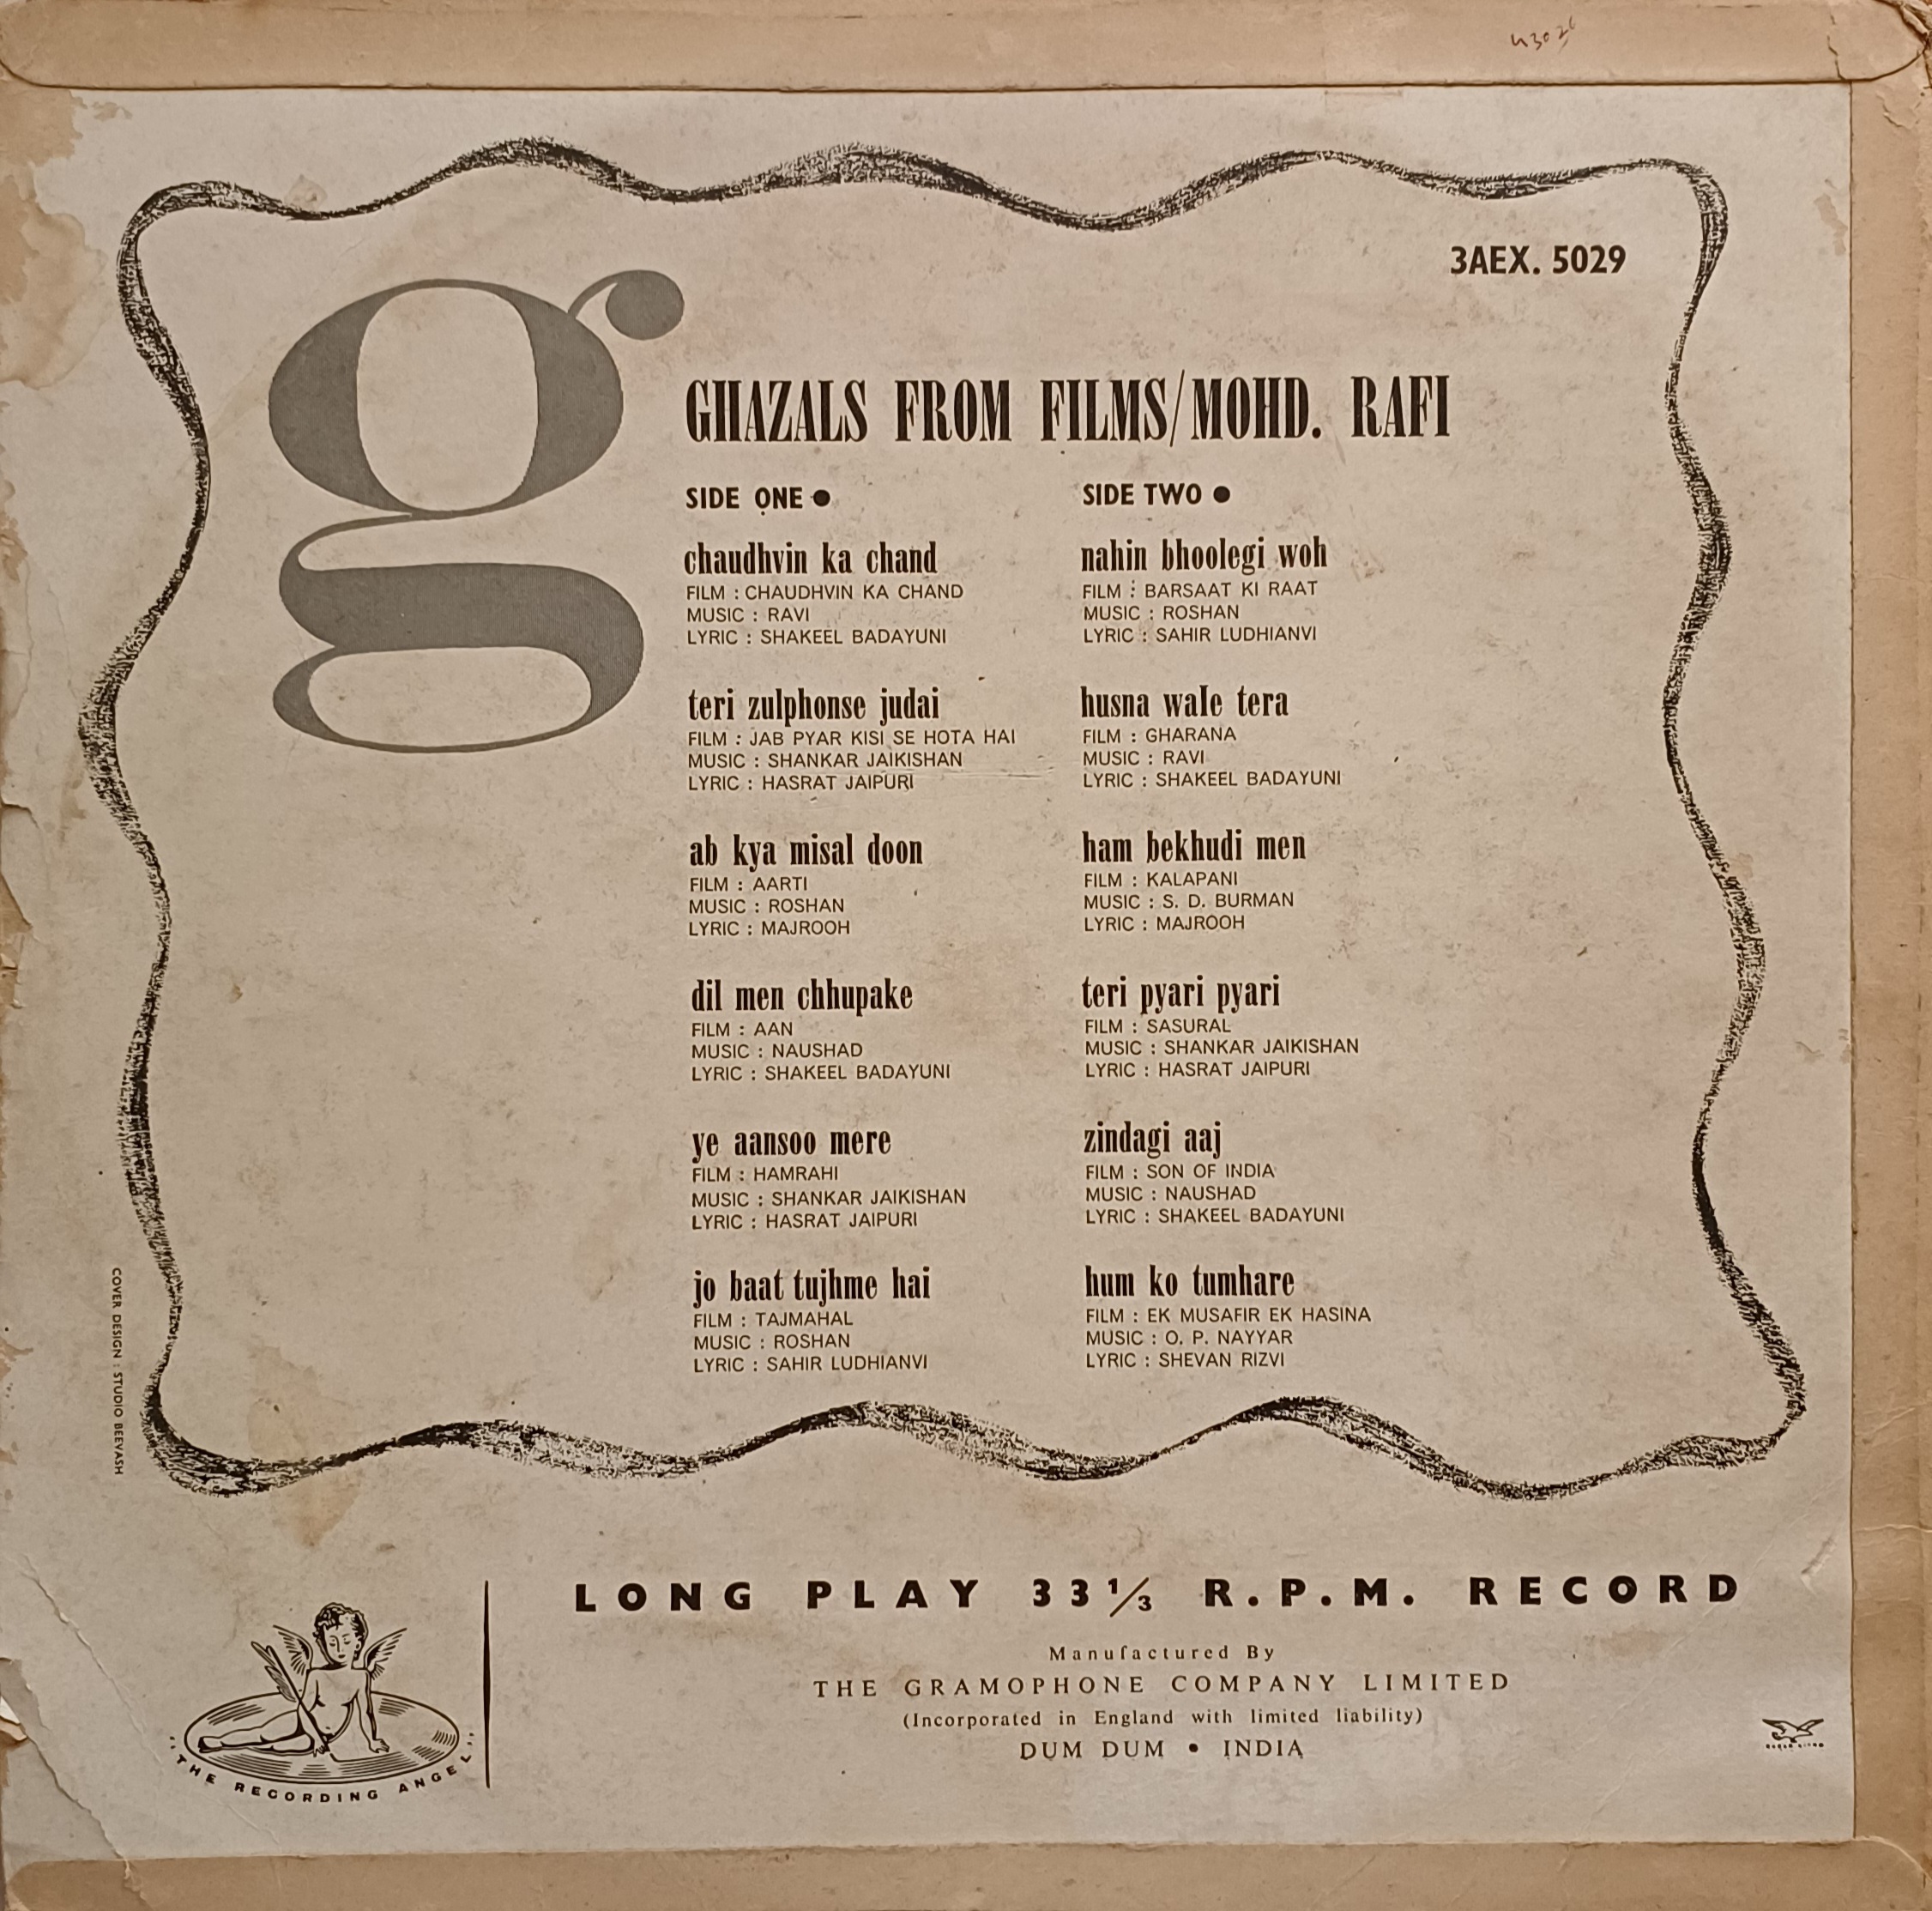 3AEX. 5029
g
GHAZALS FROM FILMS/MOHD. RAFI
SIDE ONE ●
chaudhvin ka chand
FILM : CHAUDHVIN KA CHAND
MUSIC : RAVI
LYRIC : SHAKEEL BADAYUNI
teri zulphonse judai
FILM : JAB PYAR KISI SE HOTA HAI
MUSIC : SHANKAR JAIKISHAN
LYRIC : HASRAT JAIPURI
ab kya misal doon
FILM : AARTI
MUSIC : ROSHAN
LYRIC : MAJROOH
dil men chhupake
FILM : AAN
MUSIC : NAUSHAD
LYRIC : SHAKEEL BADAYUNI
ye aansoo mere
FILM : HAMRAHI
MUSIC : SHANKAR JAIKISHAN
LYRIC : HASRAT JAIPURI
jo baat tujhme hai
FILM : TAJMAHAL
MUSIC : ROSHAN
LYRIC : SAHIR LUDHIANVI
SIDE TWO ●
nahin bhoolegi woh
FILM : BARSAAT KI RAAT
MUSIC : ROSHAN
LYRIC : SAHIR LUDHIANVI
husna wale tera
FILM : GHARANA
MUSIC : RAVI
LYRIC : SHAKEEL BADAYUNI
ham bekhudi men
FILM : KALAPANI
MUSIC : S. D. BURMAN
LYRIC : MAJROOH
teri pyari pyari
FILM : SASURAL
MUSIC : SHANKAR JAIKISHAN
LYRIC : HASRAT JAIPURI
zindagi aaj
FILM : SON OF INDIA
MUSIC : NAUSHAD
LYRIC : SHAKEEL BADAYUNI
hum ko tumhare
FILM : EK MUSAFIR EK HASINA
MUSIC : O. P. NAYYAR
LYRIC : SHEVAN RIZVI
COVER DESIGN : STUDIO BEEVASH
"THE RECORDING ANGEL"
LONG PLAY 33 1/3 R.P.M. RECORD
Manufactured By
THE GRAMOPHONE COMPANY LIMITED
(Incorporated in England with limited liability)
DUM DUM • INDIA